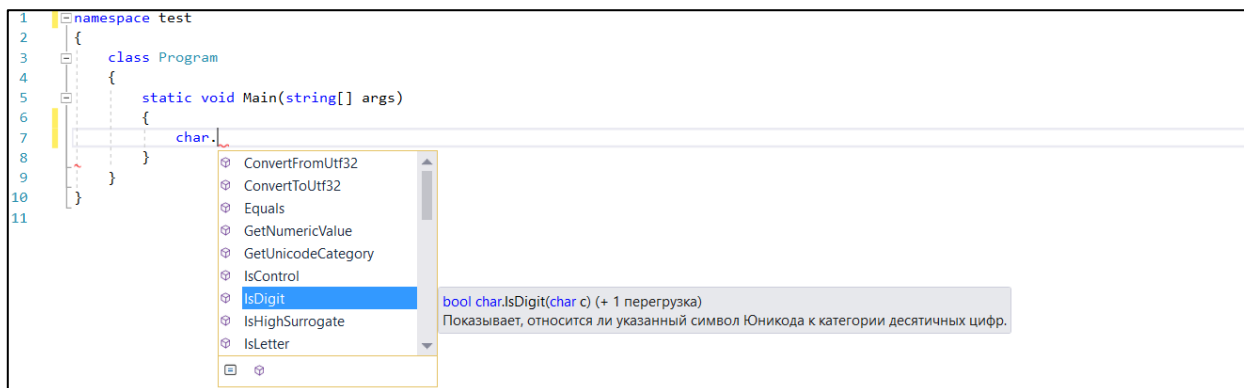 1 namespace test
2 {
3 class Program
4 {
5 static void Main(string[] args)
6 {
7 char.
8 }
9 }
10 }
11
ConvertFromUtf32
ConvertToUtf32
Equals
GetNumericValue
GetUnicodeCategory
IsControl
IsDigit
IsHighSurrogate
IsLetter
bool char.IsDigit(char c) (+ 1 перегрузка)
Показывает, относится ли указанный символ Юникода к категории десятичных цифр.